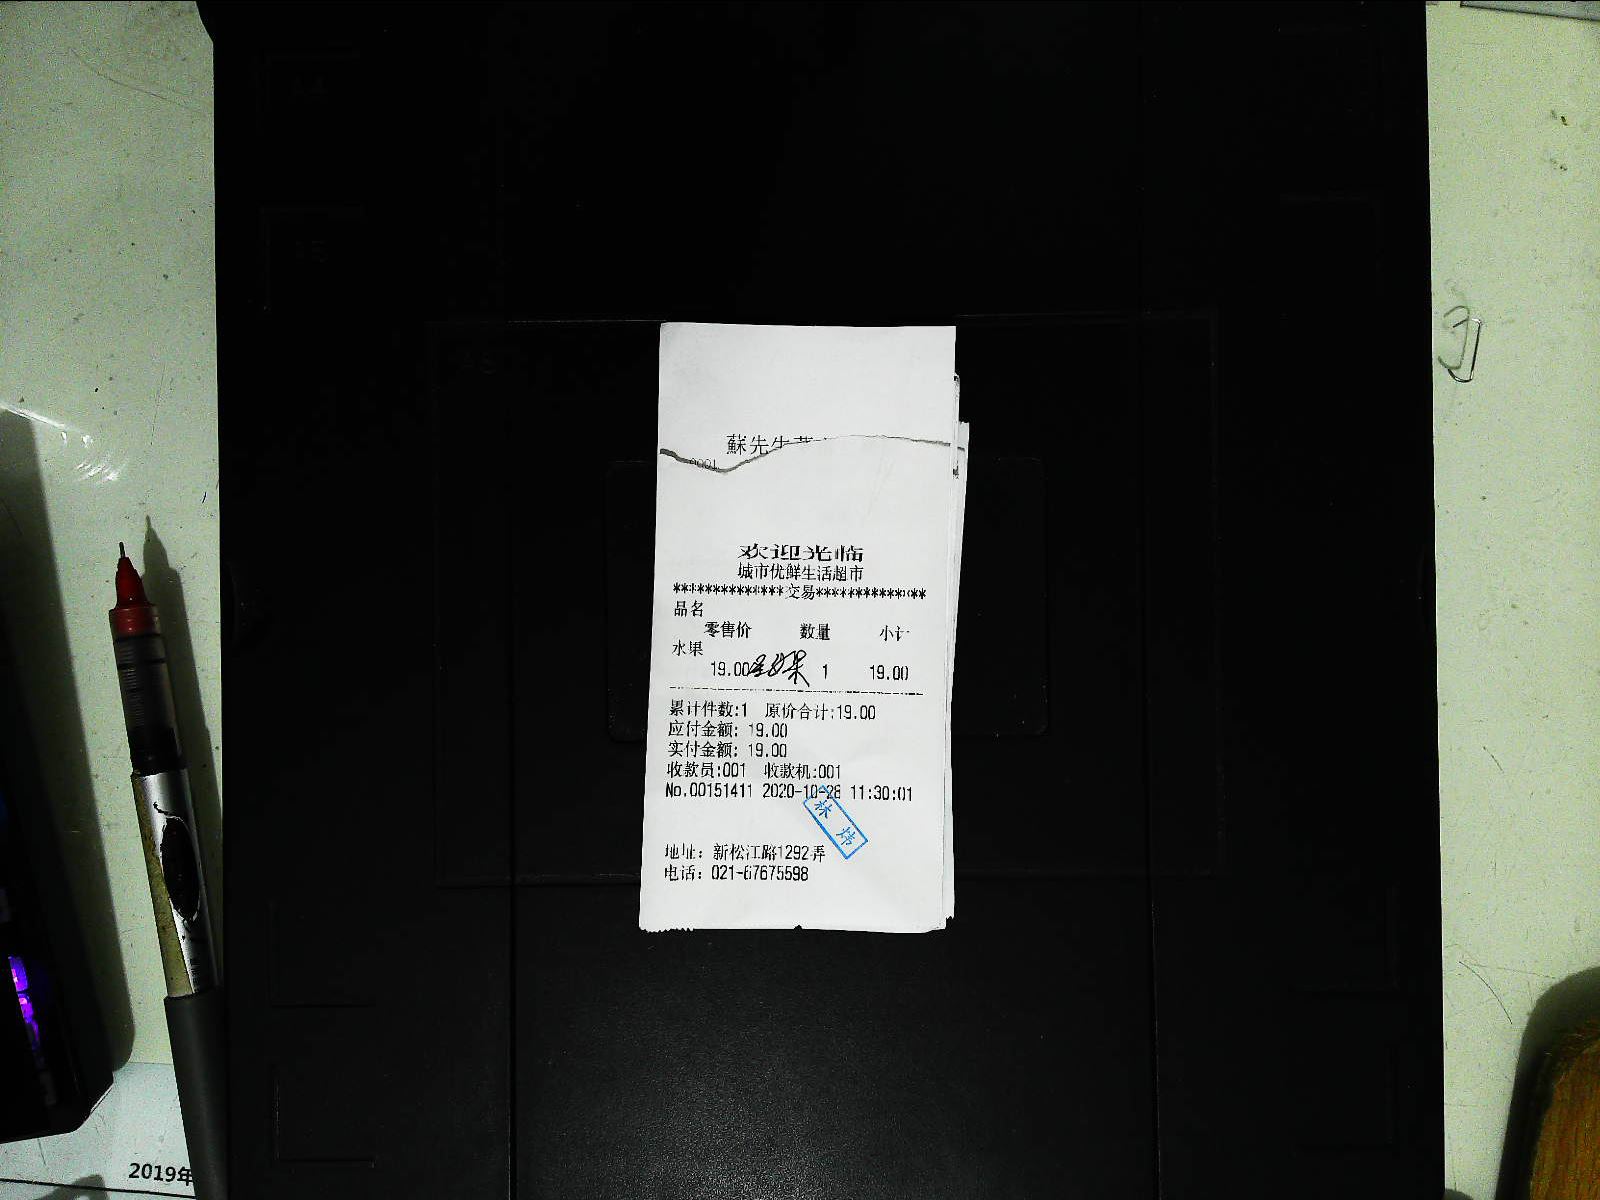 蘇先生
0001
欢迎光临
城市优鲜生活超市
**************交易**************
品名
零售价 数量 小计
水果
19.00 1 19.00
累计件数:1 原价合计:19.00
应付金额: 19.00
实付金额: 19.00
收款员:001 收款机:001
No.00151411 2020-10-28 11:30:01
林炜
地址: 新松江路1292弄
电话: 021-67675598
2019年